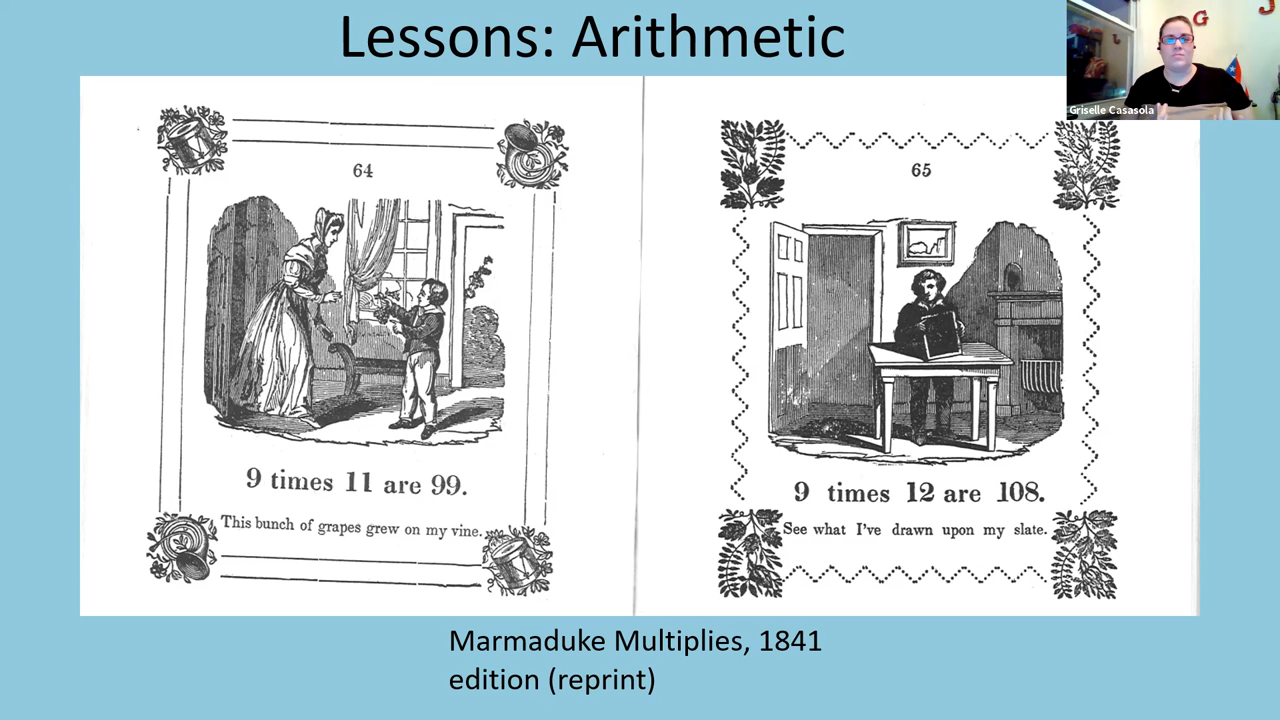 Lessons: Arithmetic
G J
Griselle Casasola
64
9 times 11 are 99.
This bunch of grapes grew on my vine.
65
9 times 12 are 108.
See what I've drawn upon my slate.
Marmaduke Multiplies, 1841
edition (reprint)